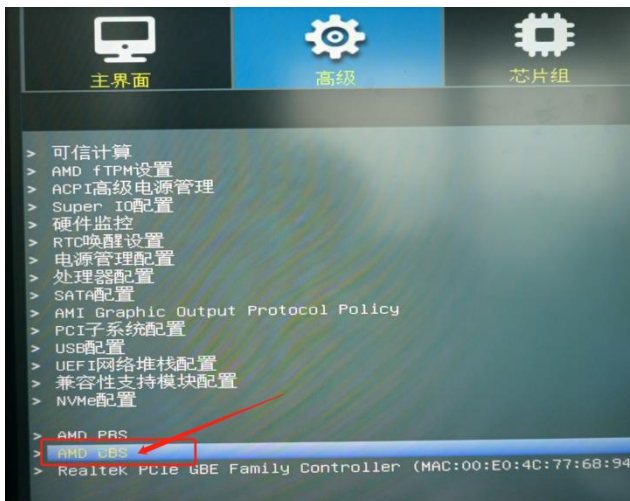 主界面
高级
芯片组
> 可信计算
> AMD fTPM设置
> ACPI高级电源管理
> Super IO配置
> 硬件监控
> RTC唤醒设置
> 电源管理配置
> 处理器配置
> SATA配置
> AMI Graphic Output Protocol Policy
> PCI子系统配置
> USB配置
> UEFI网络堆栈配置
> 兼容性支持模块配置
> NVMe配置
> AMD PBS
> AMD CBS
> Realtek PCIe GBE Family Controller (MAC:00:E0:4C:77:68:94